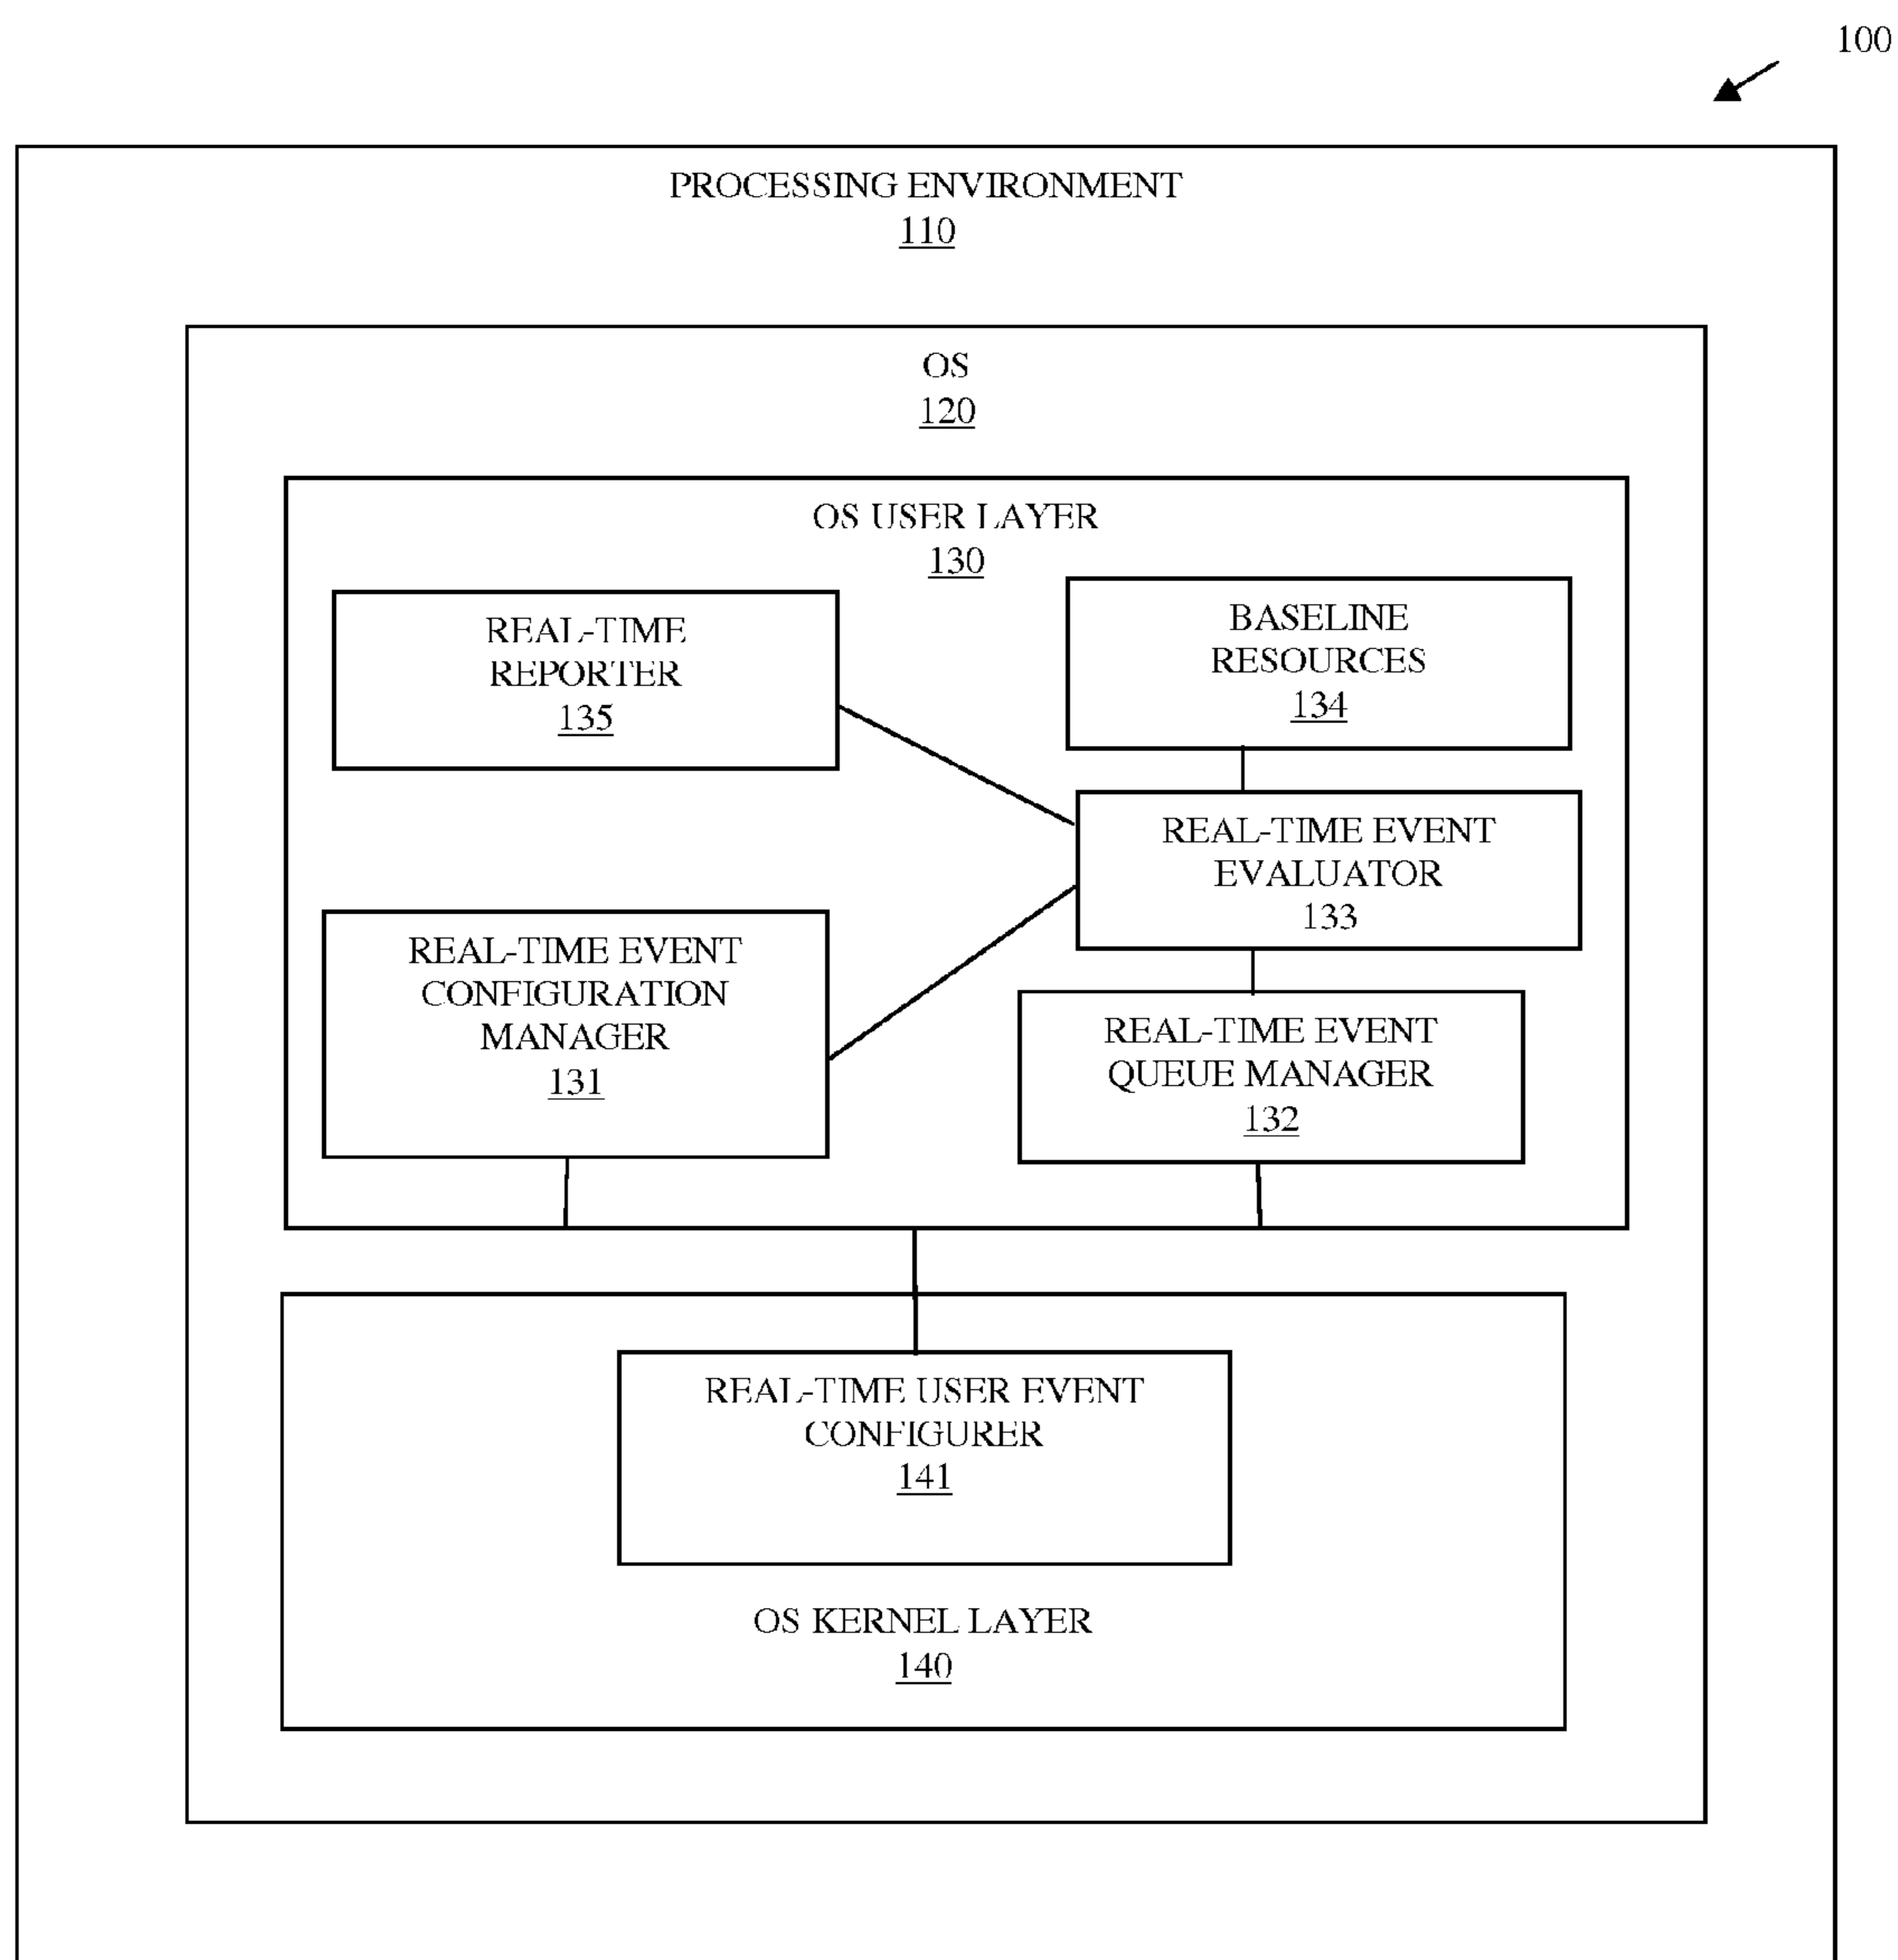 100
PROCESSING ENVIRONMENT
110
OS
120
OS USER LAYER
130
REAL-TIME
REPORTER
135
BASELINE
RESOURCES
134
REAL-TIME EVENT
EVALUATOR
133
REAL-TIME EVENT
CONFIGURATION
MANAGER
131
REAL-TIME EVENT
QUEUE MANAGER
132
REAL-TIME USER EVENT
CONFIGURER
141
OS KERNEL LAYER
140